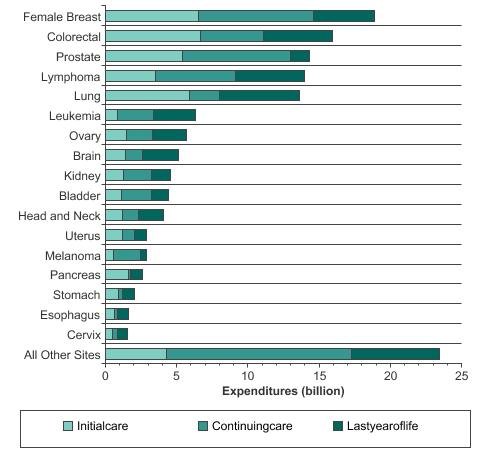 Female Breast
Colorectal
Prostate
Lymphoma
Lung
Leukemia
Ovary
Brain
Kidney
Bladder
Head and Neck
Uterus
Melanoma
Pancreas
Stomach
Esophagus
Cervix
All Other Sites
0 5 10 15 20 25
Expenditures (billion)
Initialcare Continuingcare Lastyearoflife